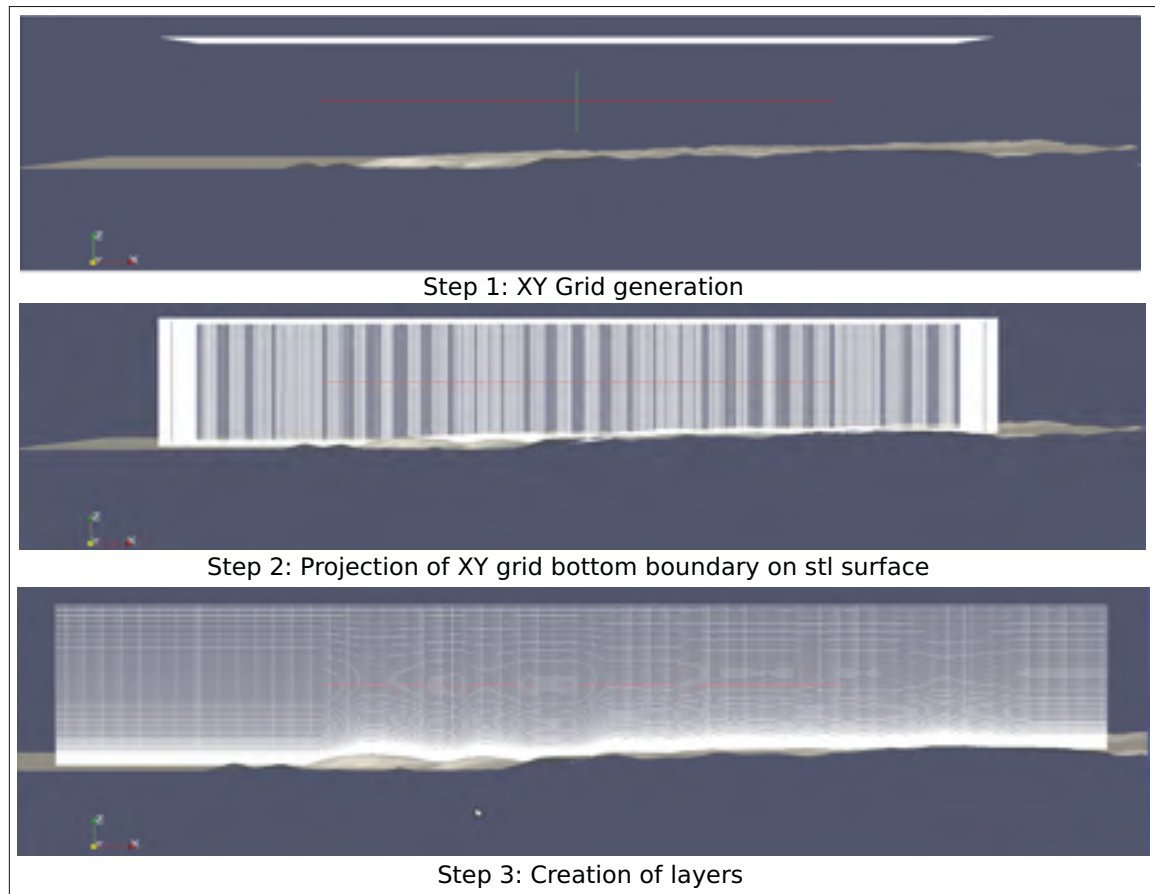 Step 1: XY Grid generation
Step 2: Projection of XY grid bottom boundary on stl surface
Step 3: Creation of layers